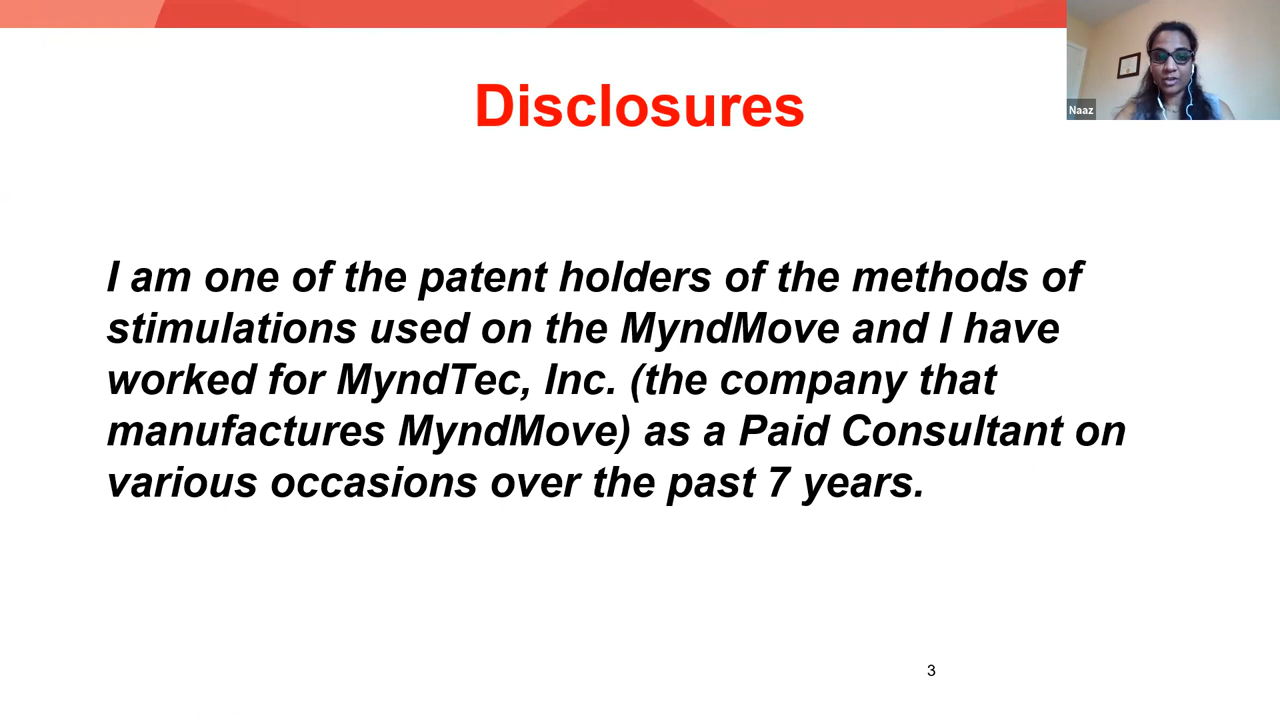 Disclosures
Naaz
I am one of the patent holders of the methods of
stimulations used on the MyndMove and I have
worked for MyndTec, Inc. (the company that
manufactures MyndMove) as a Paid Consultant on
various occasions over the past 7 years.
3